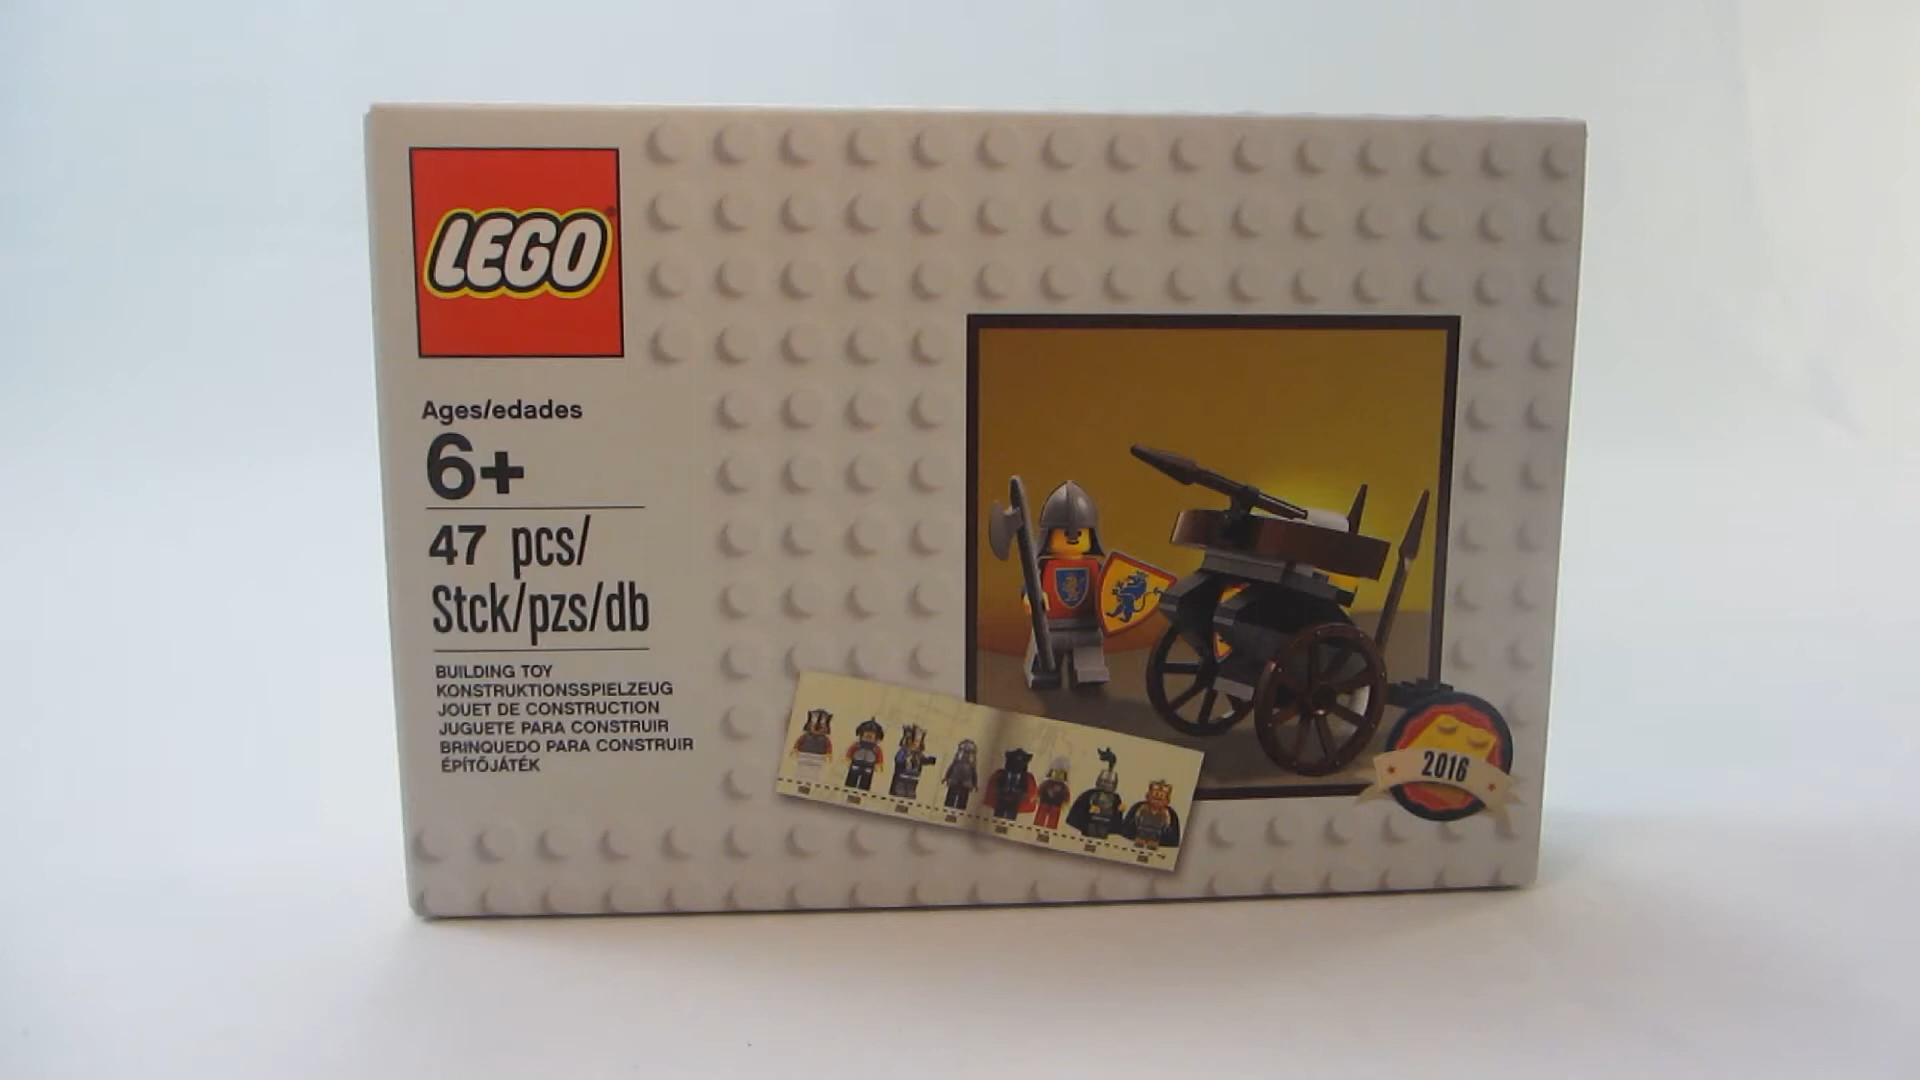 LEGO
Ages/edades
6+
47 pcs/
Stck/pzs/db
BUILDING TOY
KONSTRUKTIONSSPIELZEUG
JOUET DE CONSTRUCTION
JUGUETE PARA CONSTRUIR
BRINQUEDO PARA CONSTRUIR
ÉPÍTŐJÁTÉK
2016